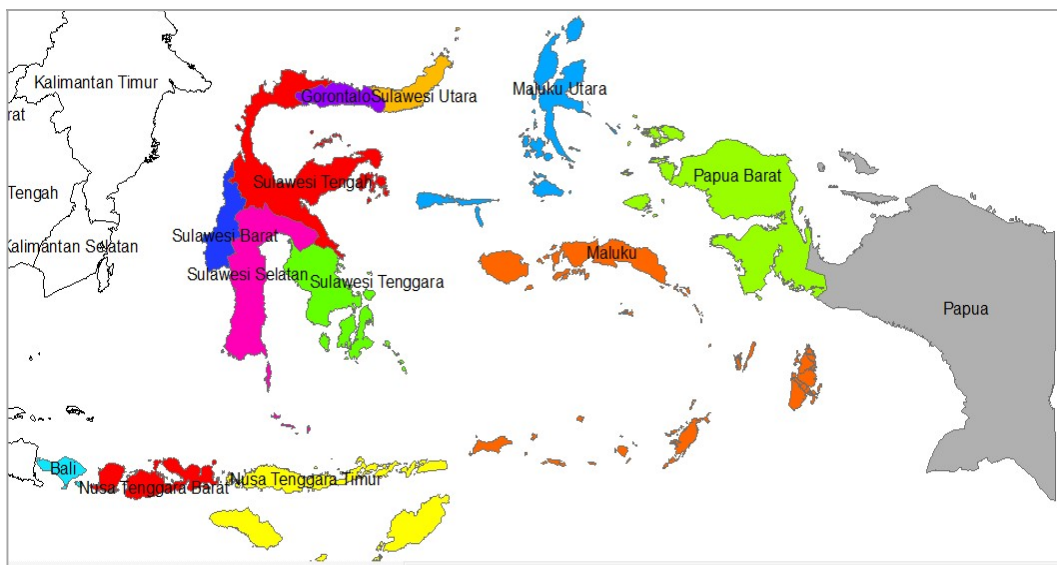 Kalimantan Timur
Gorontalo
Sulawesi Utara
Maluku Utara
rat
Tengah
Sulawesi Tengah
Papua Barat
Kalimantan Selatan
Sulawesi Barat
Maluku
Sulawesi Selatan
Sulawesi Tenggara
Papua
Bali
Nusa Tenggara Barat
Nusa Tenggara Timur